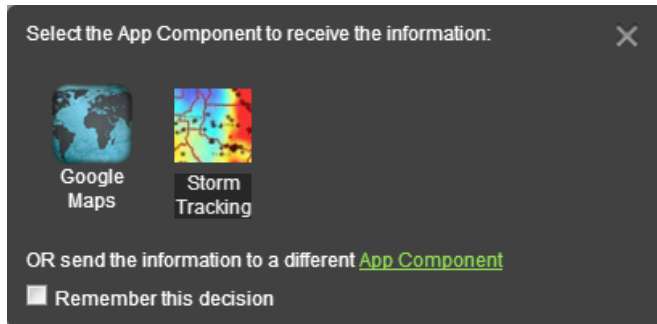 Select the App Component to receive the information:
Google
Maps
Storm
Tracking
OR send the information to a different App Component
Remember this decision